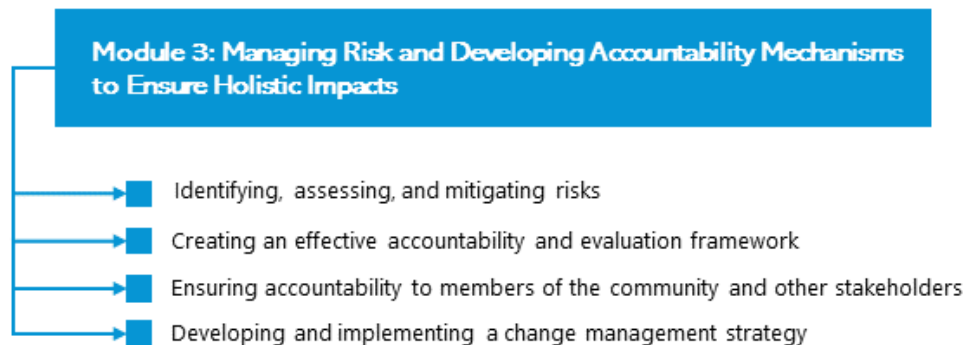 Module 3: Managing Risk and Developing Accountability Mechanisms
to Ensure Holistic Impacts
Identifying, assessing, and mitigating risks
Creating an effective accountability and evaluation framework
Ensuring accountability to members of the community and other stakeholders
Developing and implementing a change management strategy